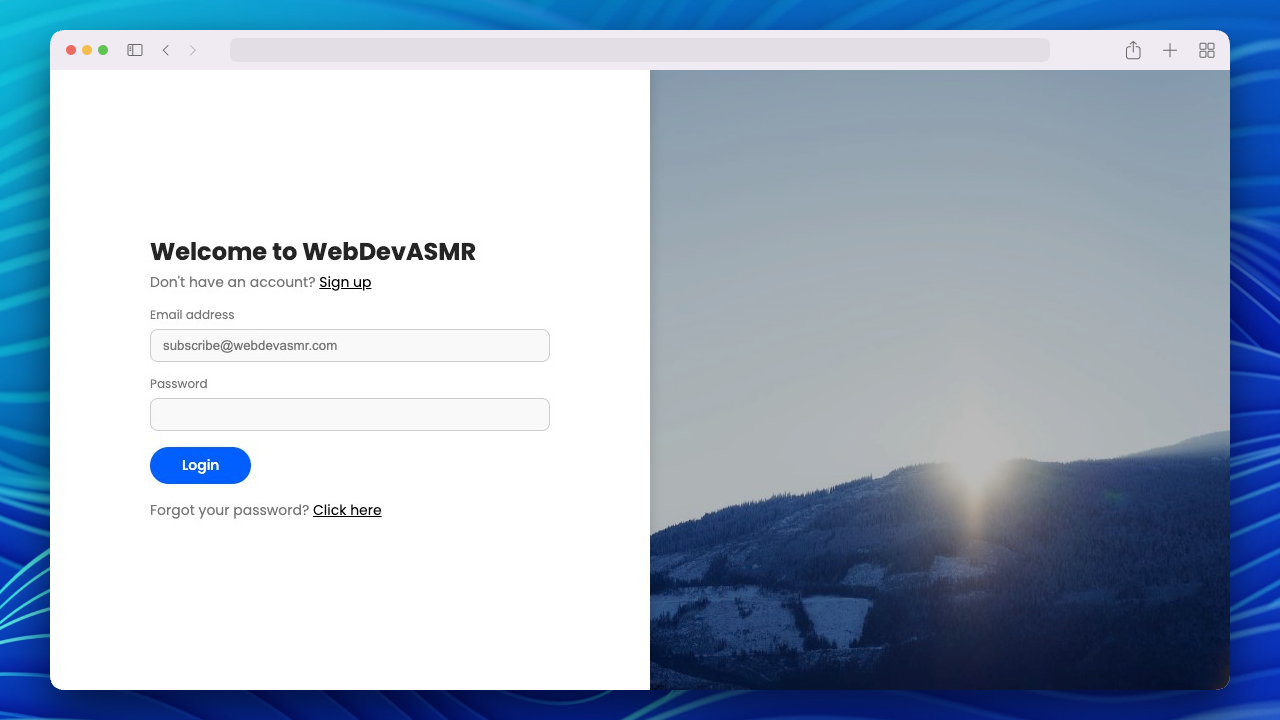 Welcome to WebDevASMR
Don't have an account? Sign up
Email address
subscribe@webdevasmr.com
Password
Login
Forgot your password? Click here